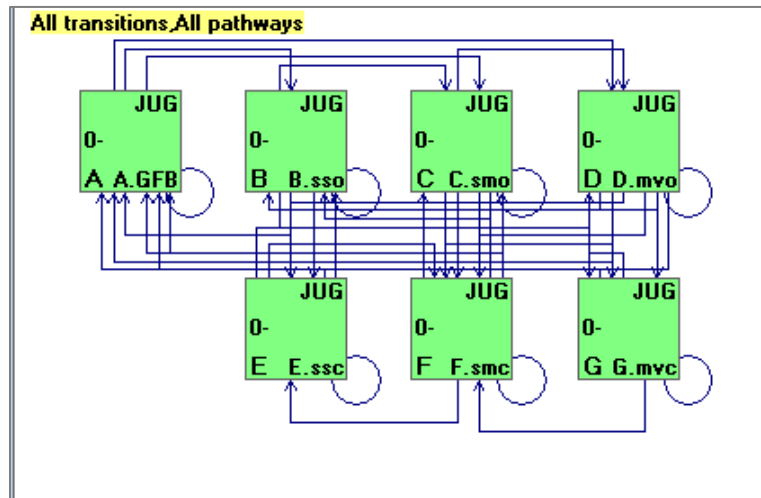 All transitions,All pathways
JUG JUG JUG JUG
0- 0- 0- 0-
A A.GFB B B.sso C C.smo D D.mvo
JUG JUG JUG
0- 0- 0-
E E.ssc F F.smc G G.mvc